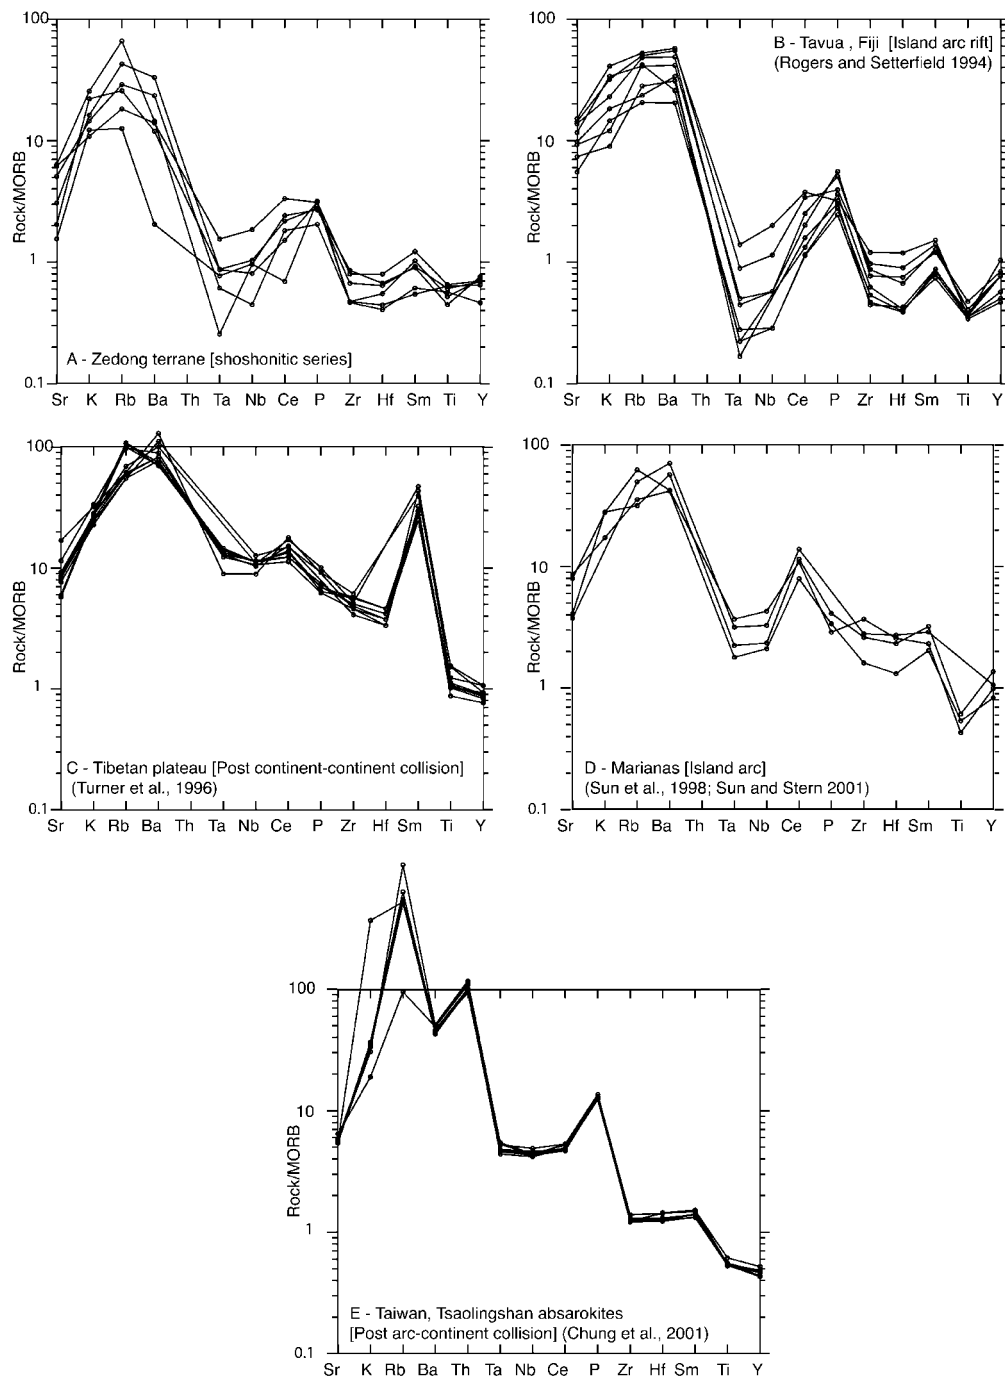 100
10
1
0.1
Rock/MORB
A - Zedong terrane [shoshonitic series]
Sr K Rb Ba Th Ta Nb Ce P Zr Hf Sm Ti Y
100
10
1
0.1
Rock/MORB
B - Tavua , Fiji [Island arc rift]
(Rogers and Setterfield 1994)
Sr K Rb Ba Th Ta Nb Ce P Zr Hf Sm Ti Y
100
10
1
0.1
Rock/MORB
C - Tibetan plateau [Post continent-continent collision]
(Turner et al., 1996)
Sr K Rb Ba Th Ta Nb Ce P Zr Hf Sm Ti Y
100
10
1
0.1
Rock/MORB
D - Marianas [Island arc]
(Sun et al., 1998; Sun and Stern 2001)
Sr K Rb Ba Th Ta Nb Ce P Zr Hf Sm Ti Y
100
10
1
0.1
Rock/MORB
E - Taiwan, Tsaolingshan absarokites
[Post arc-continent collision] (Chung et al., 2001)
Sr K Rb Ba Th Ta Nb Ce P Zr Hf Sm Ti Y